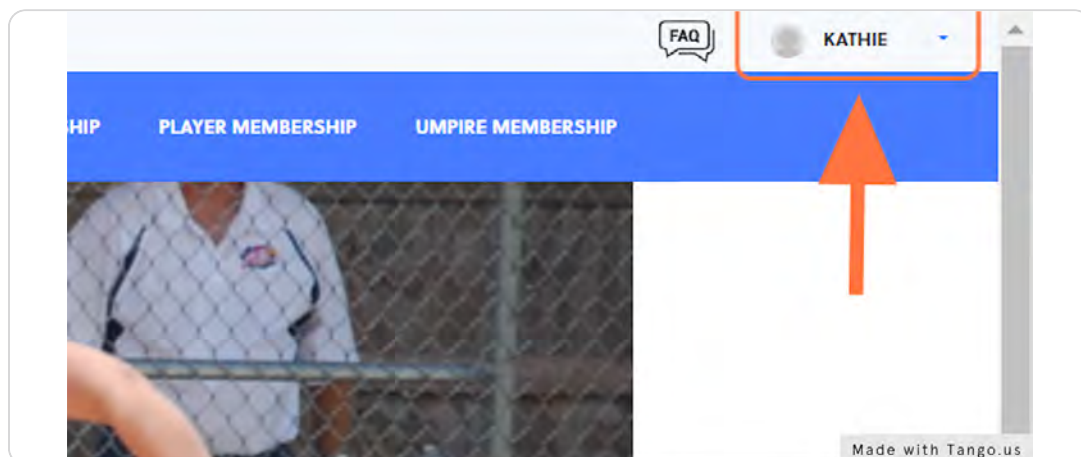 FAQ
KATHIE
HIP PLAYER MEMBERSHIP UMPIRE MEMBERSHIP
Made with Tango.us